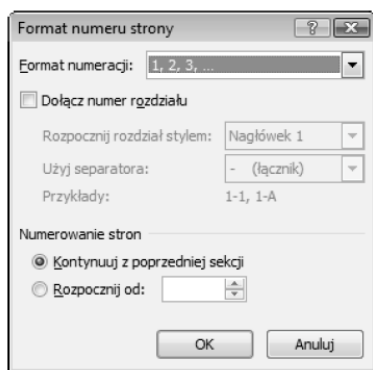 Format numeru strony
Format numeracji: 1, 2, 3, ...
Dołącz numer rozdziału
Rozpocznij rozdział stylem: Nagłówek 1
Użyj separatora: - (łącznik)
Przykłady: 1-1, 1-A
Numerowanie stron
Kontynuuj z poprzedniej sekcji
Rozpocznij od:
OK Anuluj